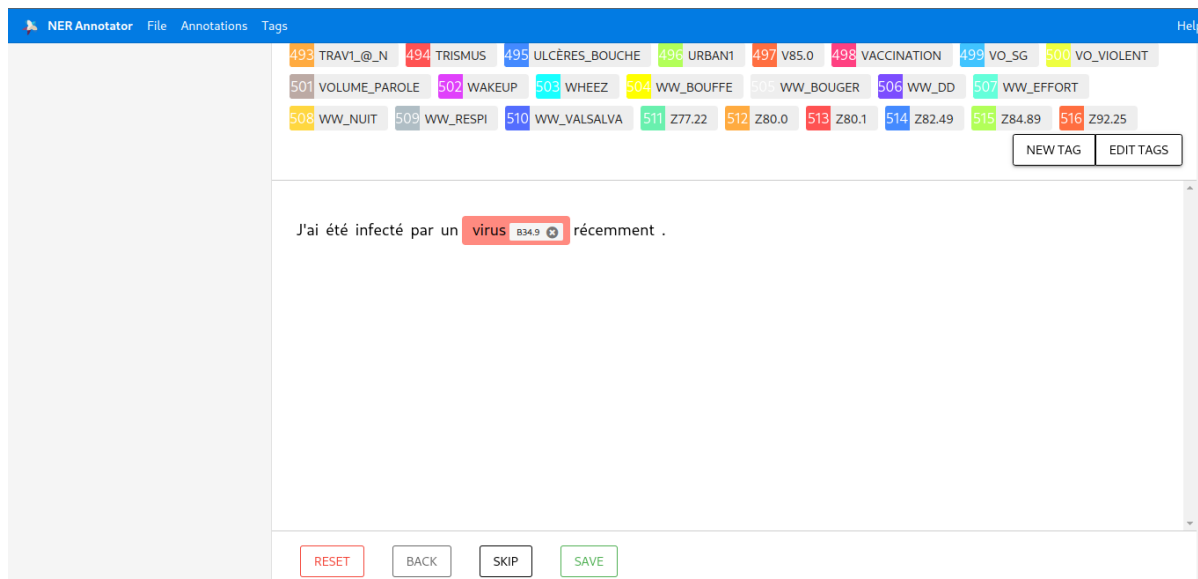 NER Annotator File Annotations Tags Help
493 TRAV1_@_N 494 TRISMUS 495 ULCÈRES_BOUCHE 496 URBAN1 497 V85.0 498 VACCINATION 499 VO_SG 500 VO_VIOLENT
501 VOLUME_PAROLE 502 WAKEUP 503 WHEEZ 504 WW_BOUFFE 505 WW_BOUGER 506 WW_DD 507 WW_EFFORT
508 WW_NUIT 509 WW_RESPI 510 WW_VALSALVA 511 Z77.22 512 Z80.0 513 Z80.1 514 Z82.49 515 Z84.89 516 Z92.25
NEW TAG EDIT TAGS
J'ai été infecté par un virus B34.9 récemment .
RESET BACK SKIP SAVE